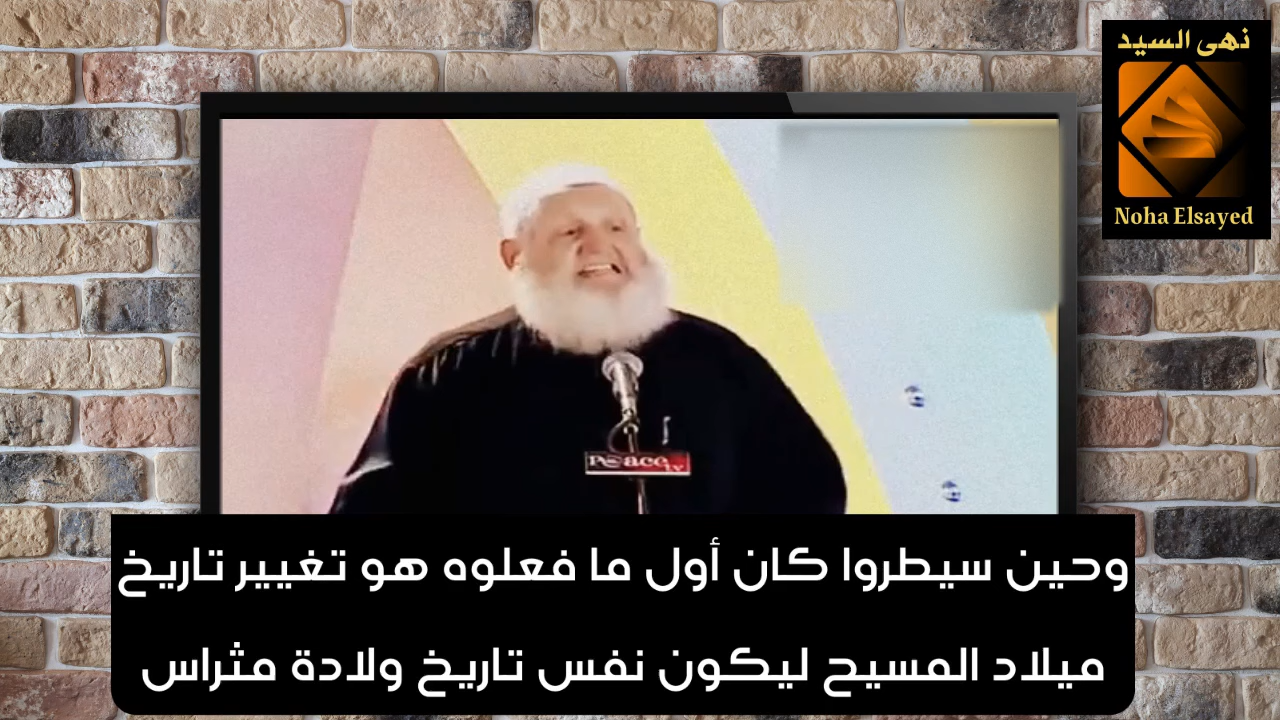 نهى السيد
Noha Elsayed
Peace TV
وحين سيطروا كان أول ما فعلوه هو تغيير تاريخ
ميلاد المسيح ليكون نفس تاريخ ولادة مثراس